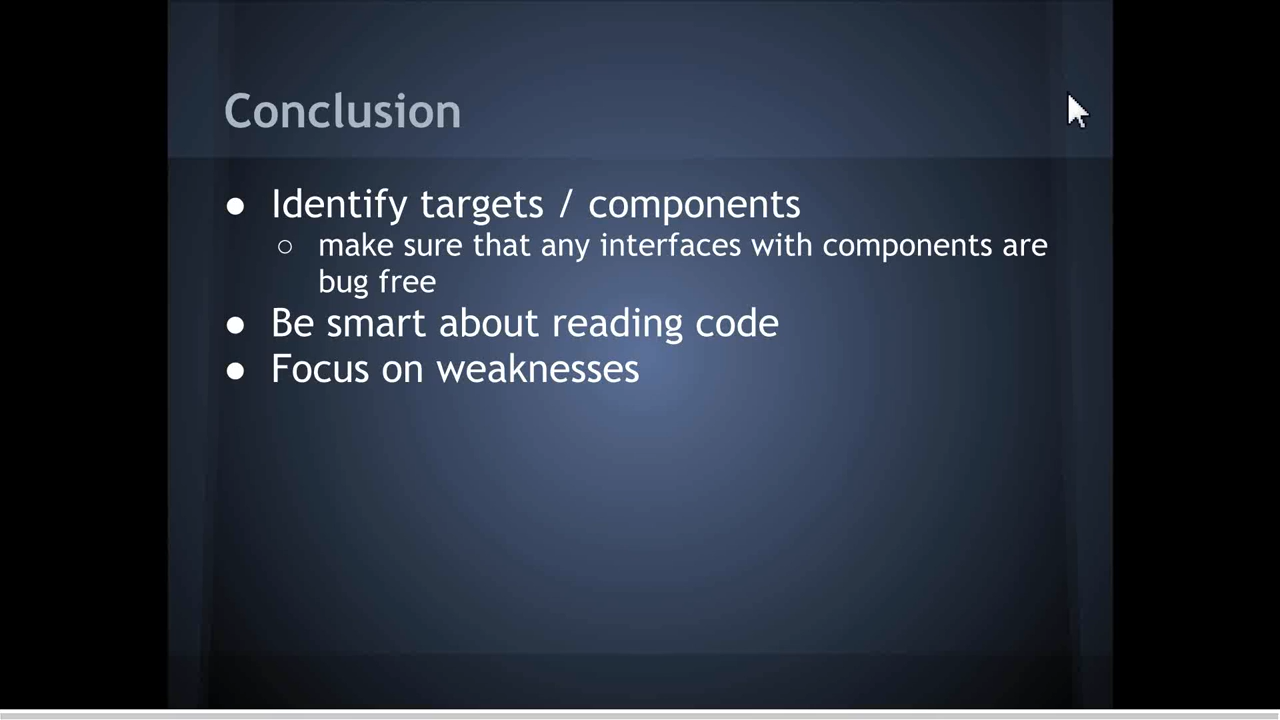 Conclusion
● Identify targets / components
○ make sure that any interfaces with components are
bug free
● Be smart about reading code
● Focus on weaknesses